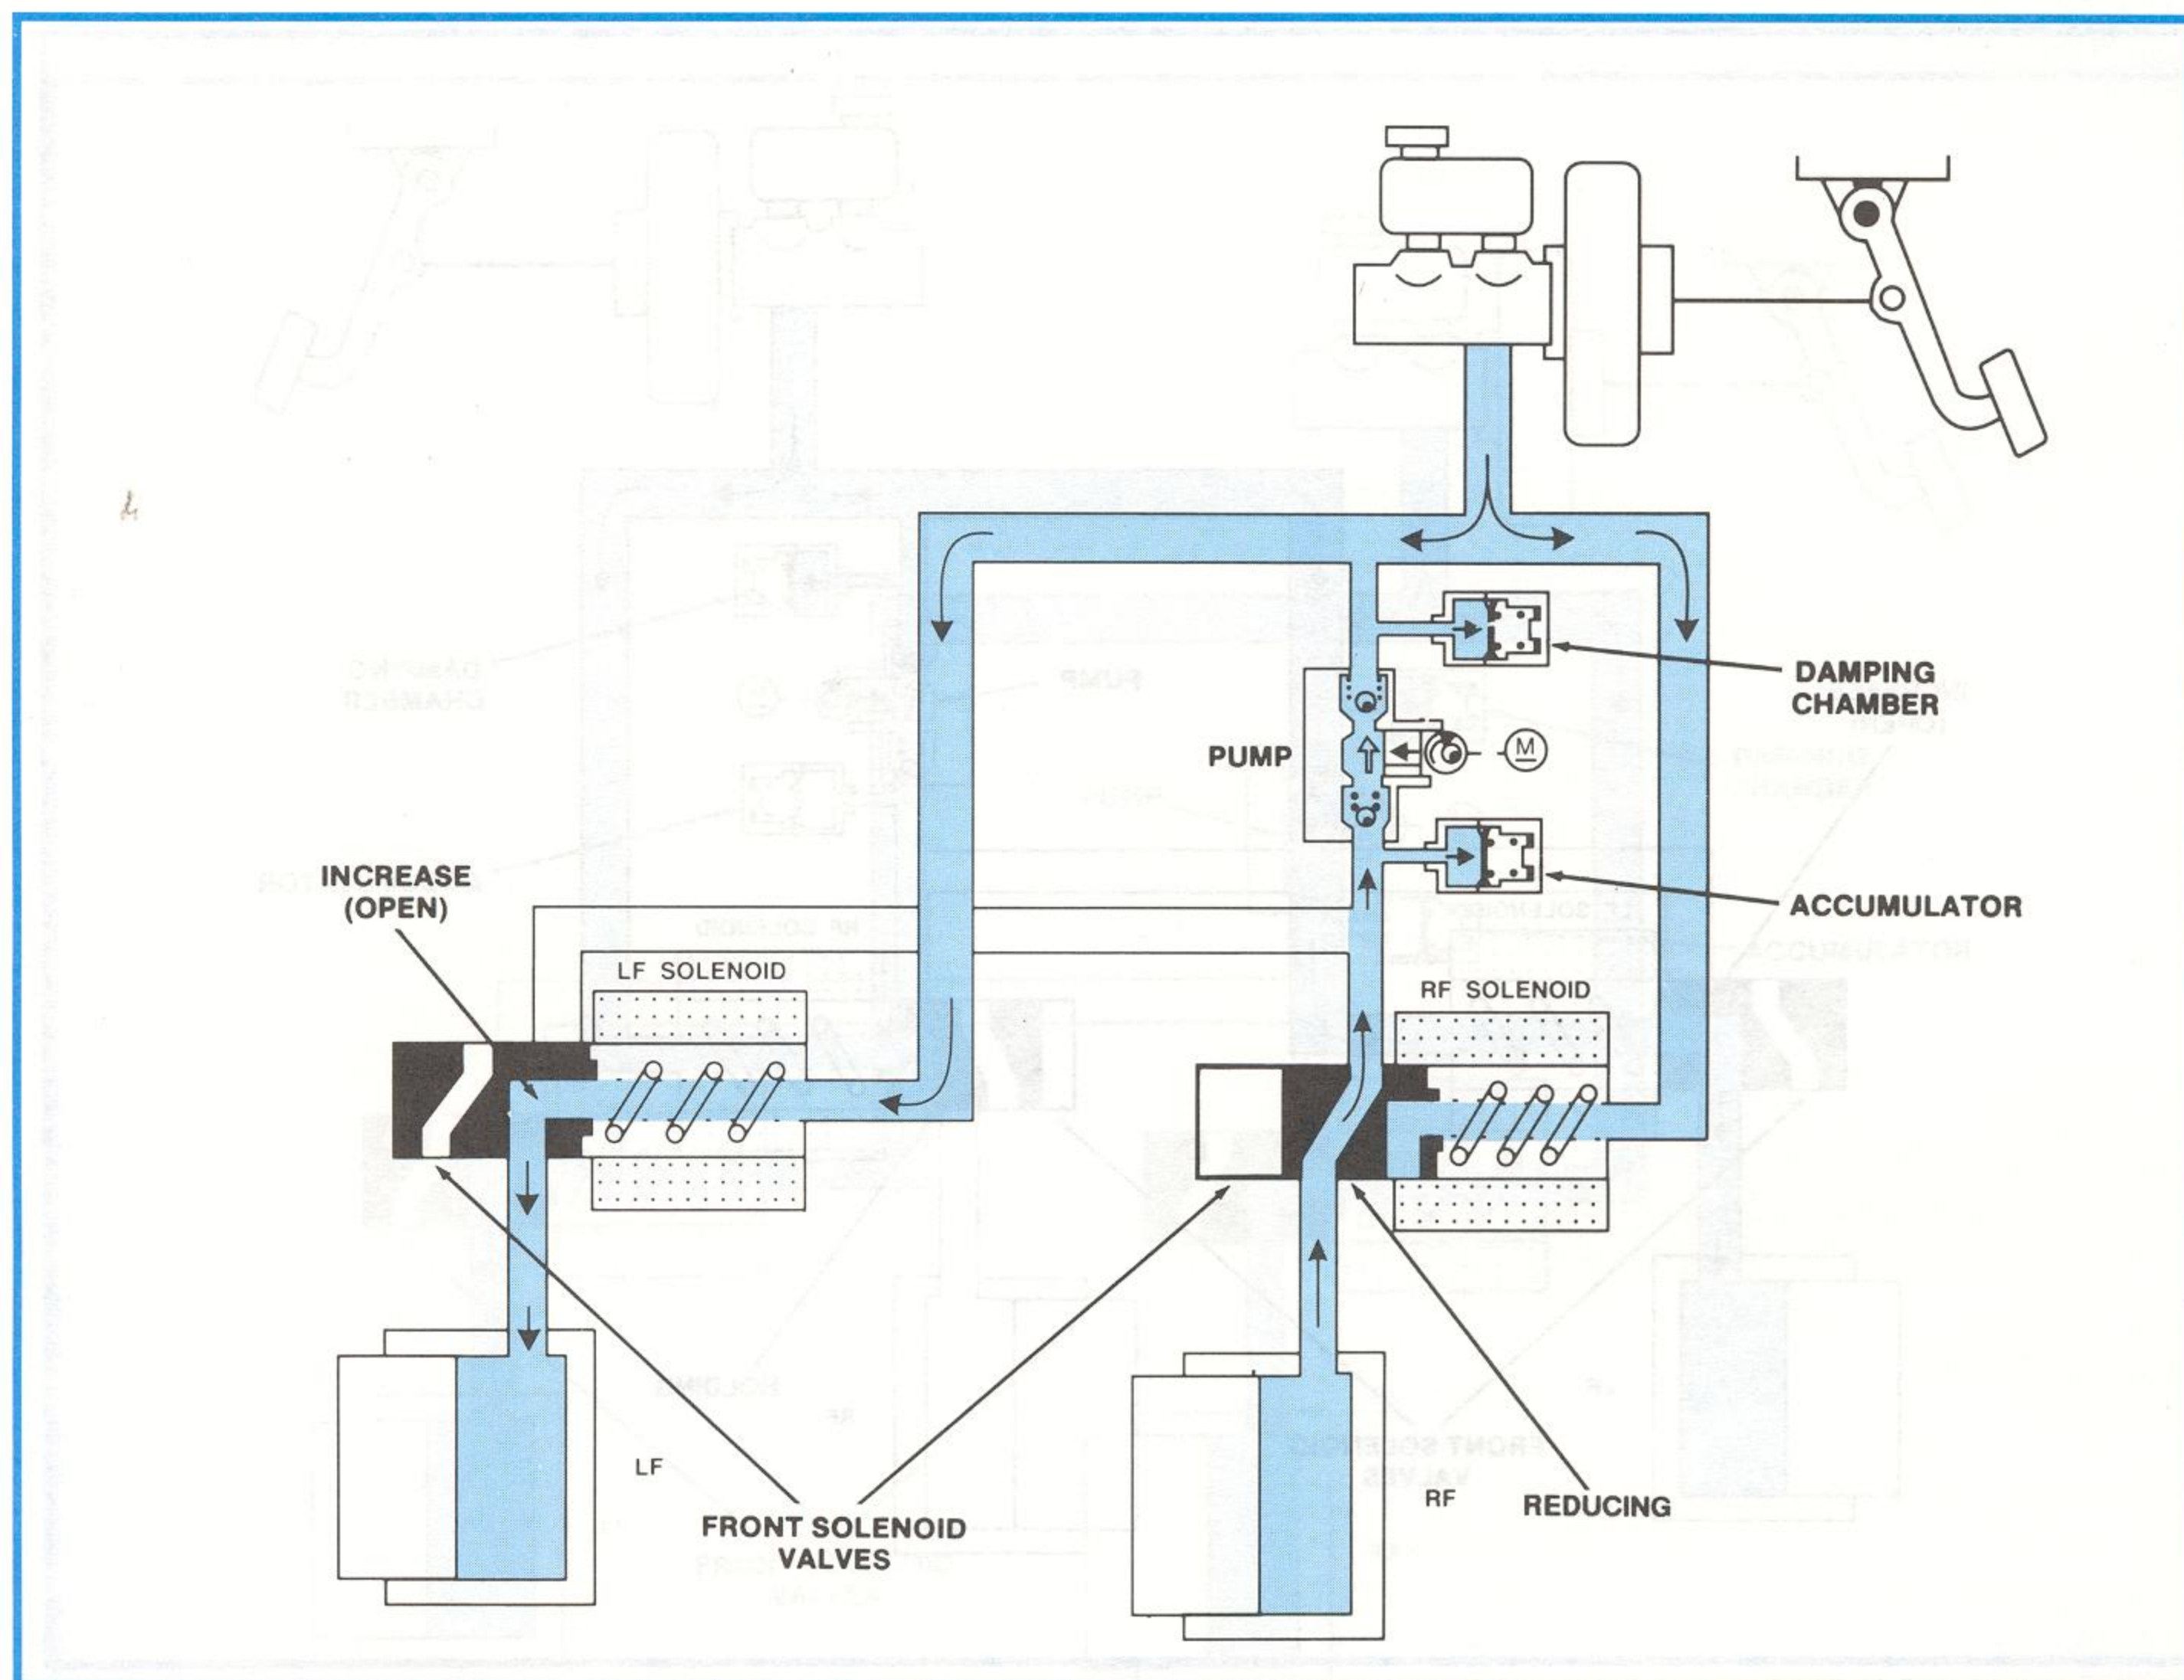 DAMPING
CHAMBER
PUMP
M
ACCUMULATOR
INCREASE
(OPEN)
LF SOLENOID
RF SOLENOID
LF
RF
REDUCING
FRONT SOLENOID
VALVES